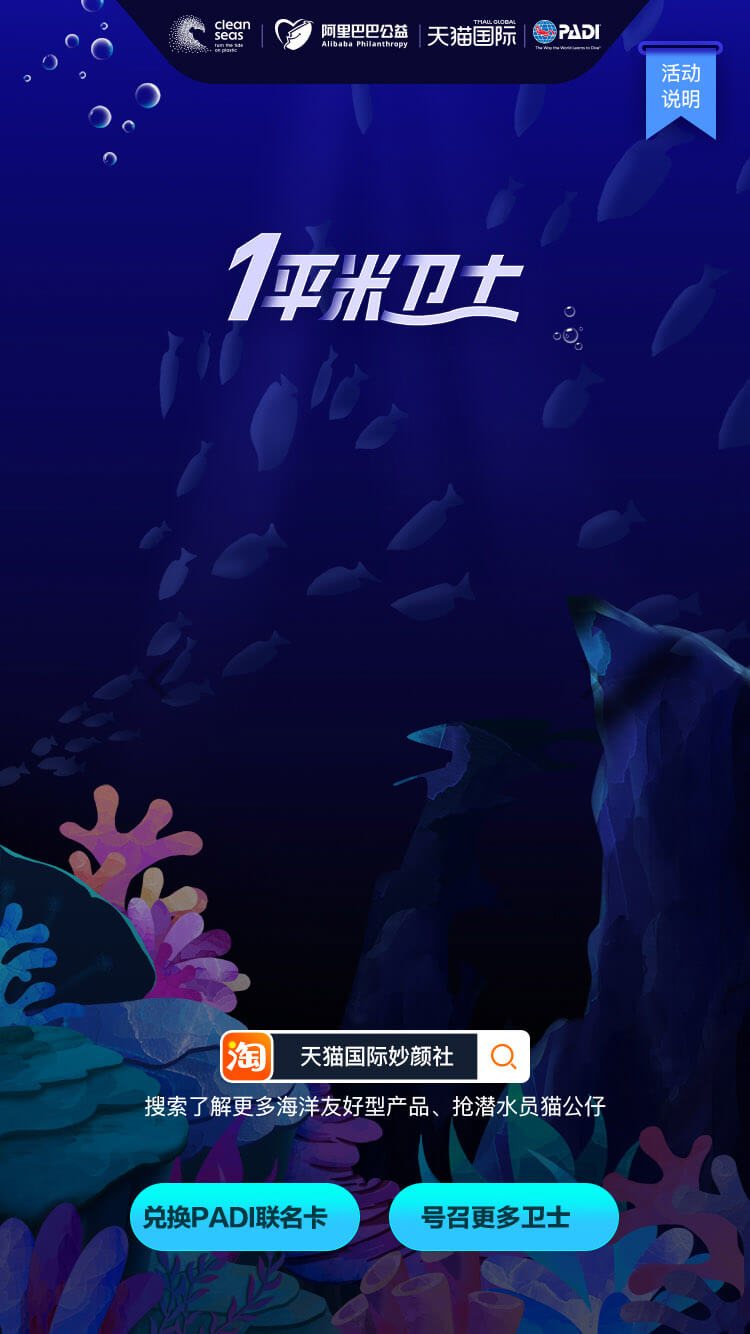 clean
seas
turn the tide
on plastic
阿里巴巴公益
Alibaba Philanthropy
TMALL GLOBAL
天猫国际
PADI
The Way the World Learns to Dive
活动
说明
1平米卫士
淘
天猫国际妙颜社
搜索了解更多海洋友好型产品、抢潜水员猫公仔
兑换PADI联名卡
号召更多卫士